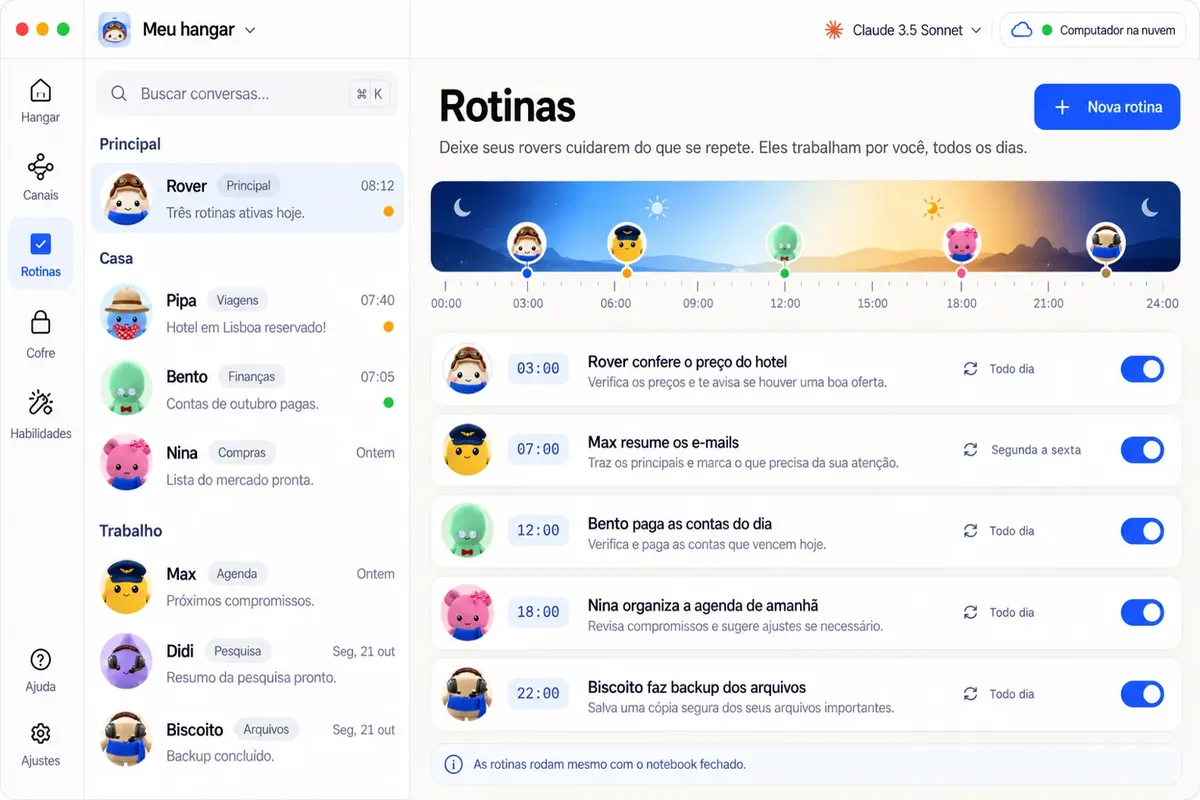 Meu hangar
Claude 3.5 Sonnet
Computador na nuvem
Hangar
Canais
Rotinas
Cofre
Habilidades
Ajuda
Ajustes
Buscar conversas...
⌘ K
Principal
Rover Principal 08:12
Três rotinas ativas hoje.
Casa
Pipa Viagens 07:40
Hotel em Lisboa reservado!
Bento Finanças 07:05
Contas de outubro pagas.
Nina Compras Ontem
Lista do mercado pronta.
Trabalho
Max Agenda Ontem
Próximos compromissos.
Didi Pesquisa Seg, 21 out
Resumo da pesquisa pronto.
Biscoito Arquivos Seg, 21 out
Backup concluído.
Rotinas
+ Nova rotina
Deixe seus rovers cuidarem do que se repete. Eles trabalham por você, todos os dias.
00:00 03:00 06:00 09:00 12:00 15:00 18:00 21:00 24:00
03:00 Rover confere o preço do hotel Todo dia
Verifica os preços e te avisa se houver uma boa oferta.
07:00 Max resume os e-mails Segunda a sexta
Traz os principais e marca o que precisa da sua atenção.
12:00 Bento paga as contas do dia Todo dia
Verifica e paga as contas que vencem hoje.
18:00 Nina organiza a agenda de amanhã Todo dia
Revisa compromissos e sugere ajustes se necessário.
22:00 Biscoito faz backup dos arquivos Todo dia
Salva uma cópia segura dos seus arquivos importantes.
As rotinas rodam mesmo com o notebook fechado.